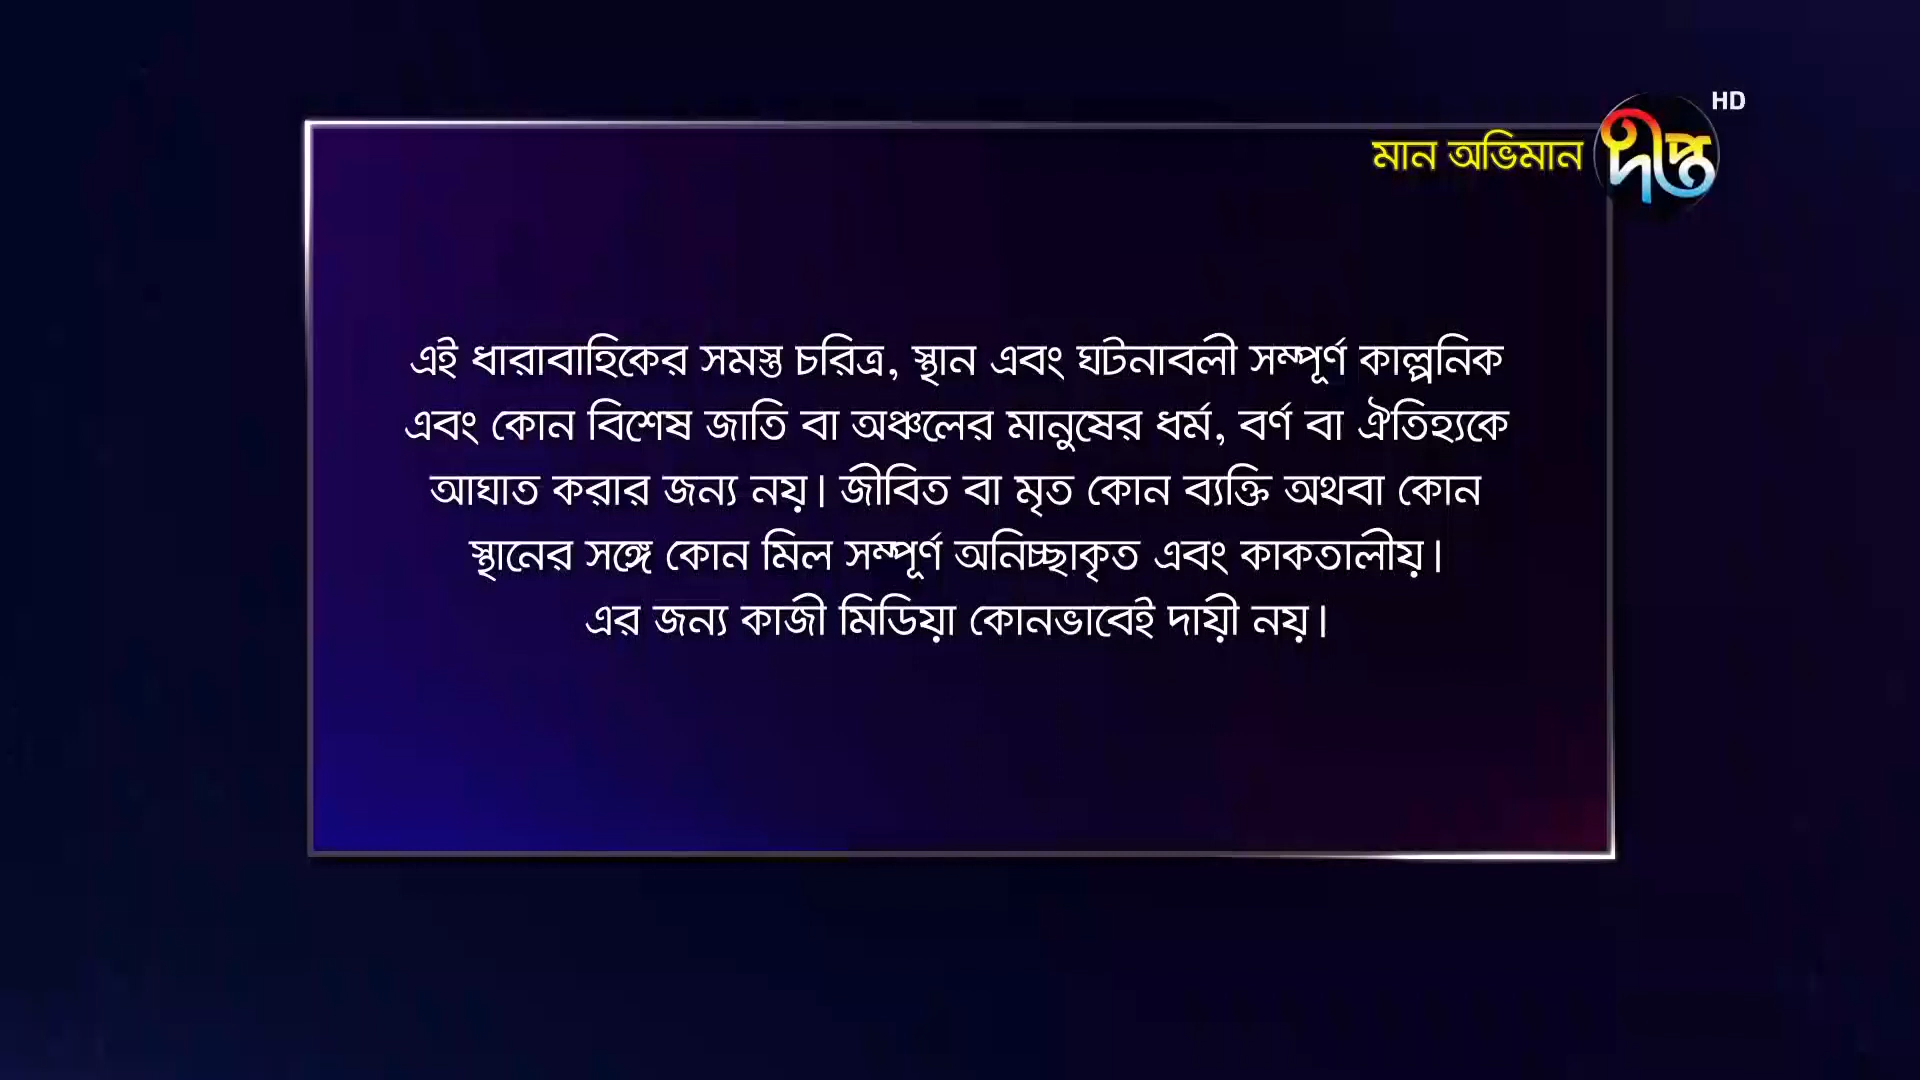 HD
মান অভিমান
দীপ্ত
এই ধারাবাহিকের সমস্ত চরিত্র, স্থান এবং ঘটনাবলী সম্পূর্ণ কাল্পনিক
এবং কোন বিশেষ জাতি বা অঞ্চলের মানুষের ধর্ম, বর্ণ বা ঐতিহ্যকে
আঘাত করার জন্য নয়। জীবিত বা মৃত কোন ব্যক্তি অথবা কোন
স্থানের সঙ্গে কোন মিল সম্পূর্ণ অনিচ্ছাকৃত এবং কাকতালীয়।
এর জন্য কাজী মিডিয়া কোনভাবেই দায়ী নয়।